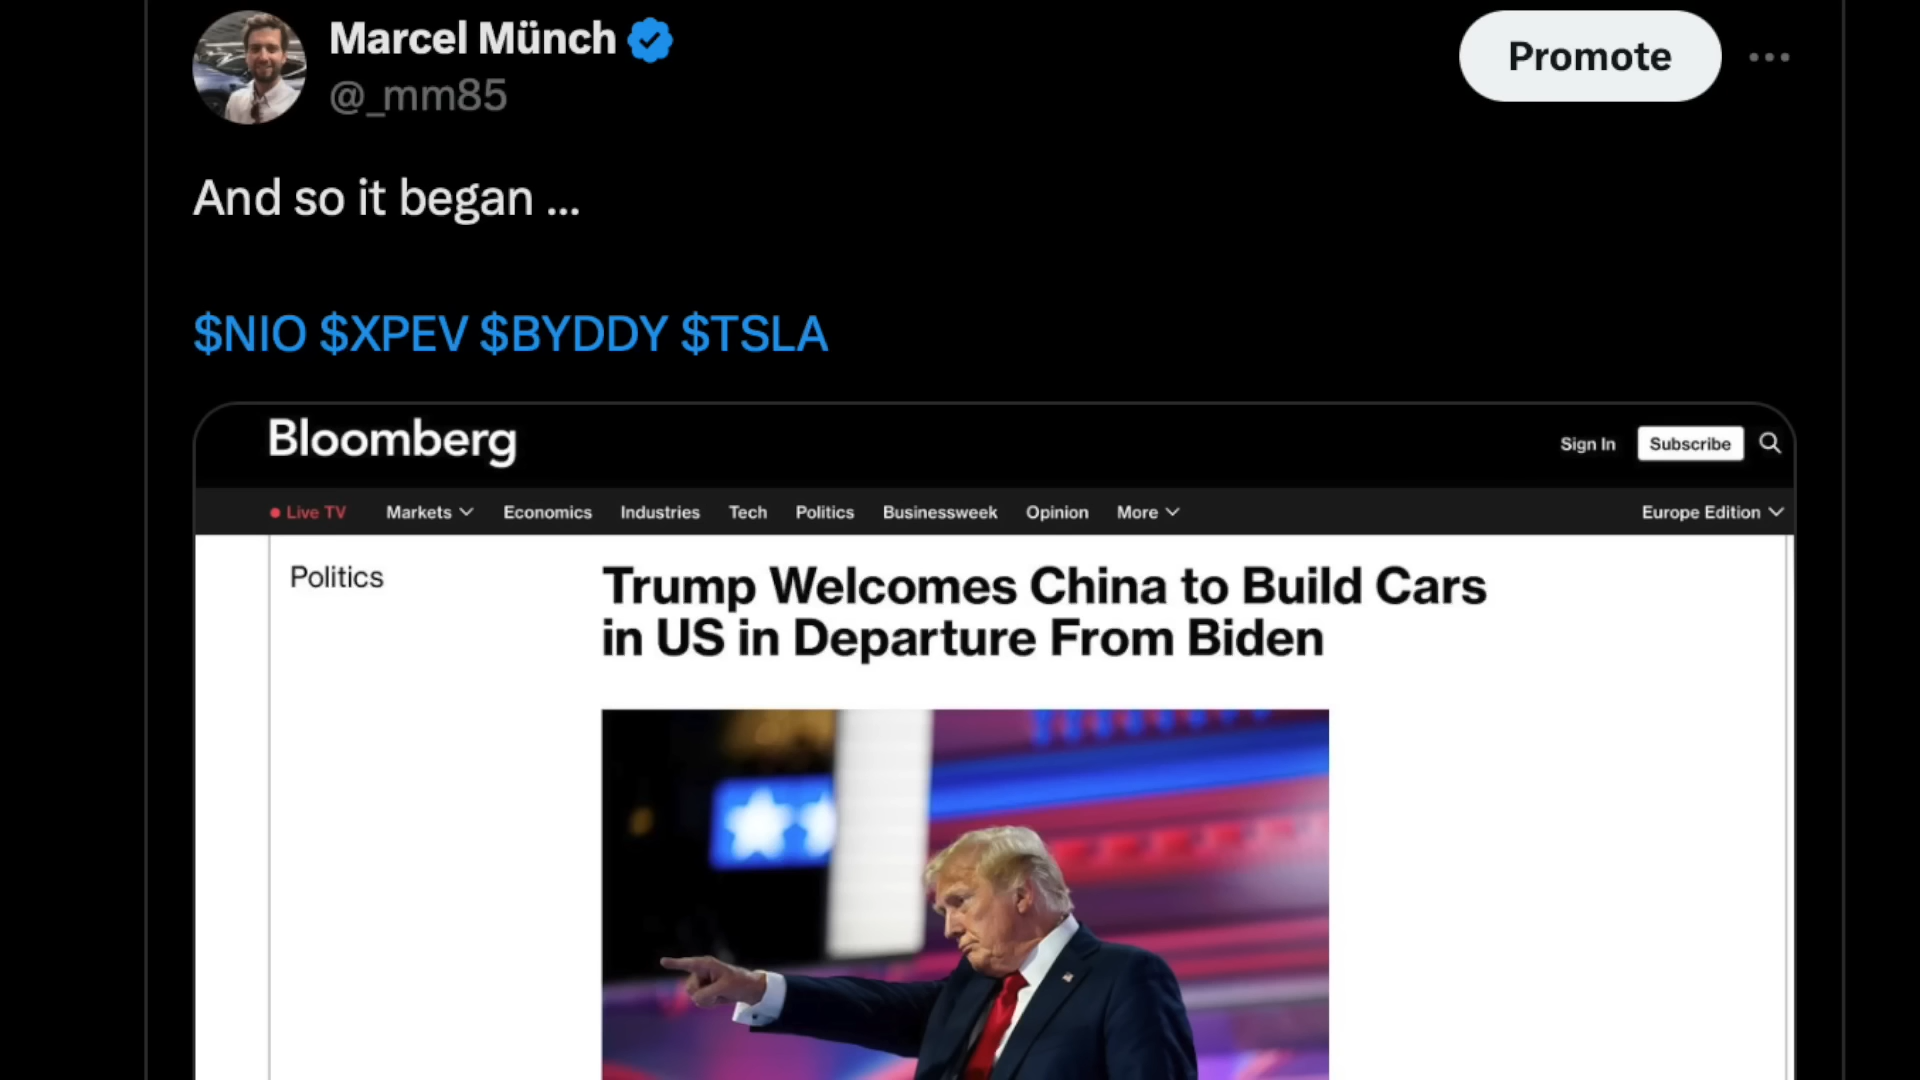 Marcel Münch
@_mm85
Promote
And so it began ...
$NIO $XPEV $BYDDY $TSLA
Bloomberg
Sign In
Subscribe
Live TV
Markets
Economics
Industries
Tech
Politics
Businessweek
Opinion
More
Europe Edition
Politics
Trump Welcomes China to Build Cars
in US in Departure From Biden